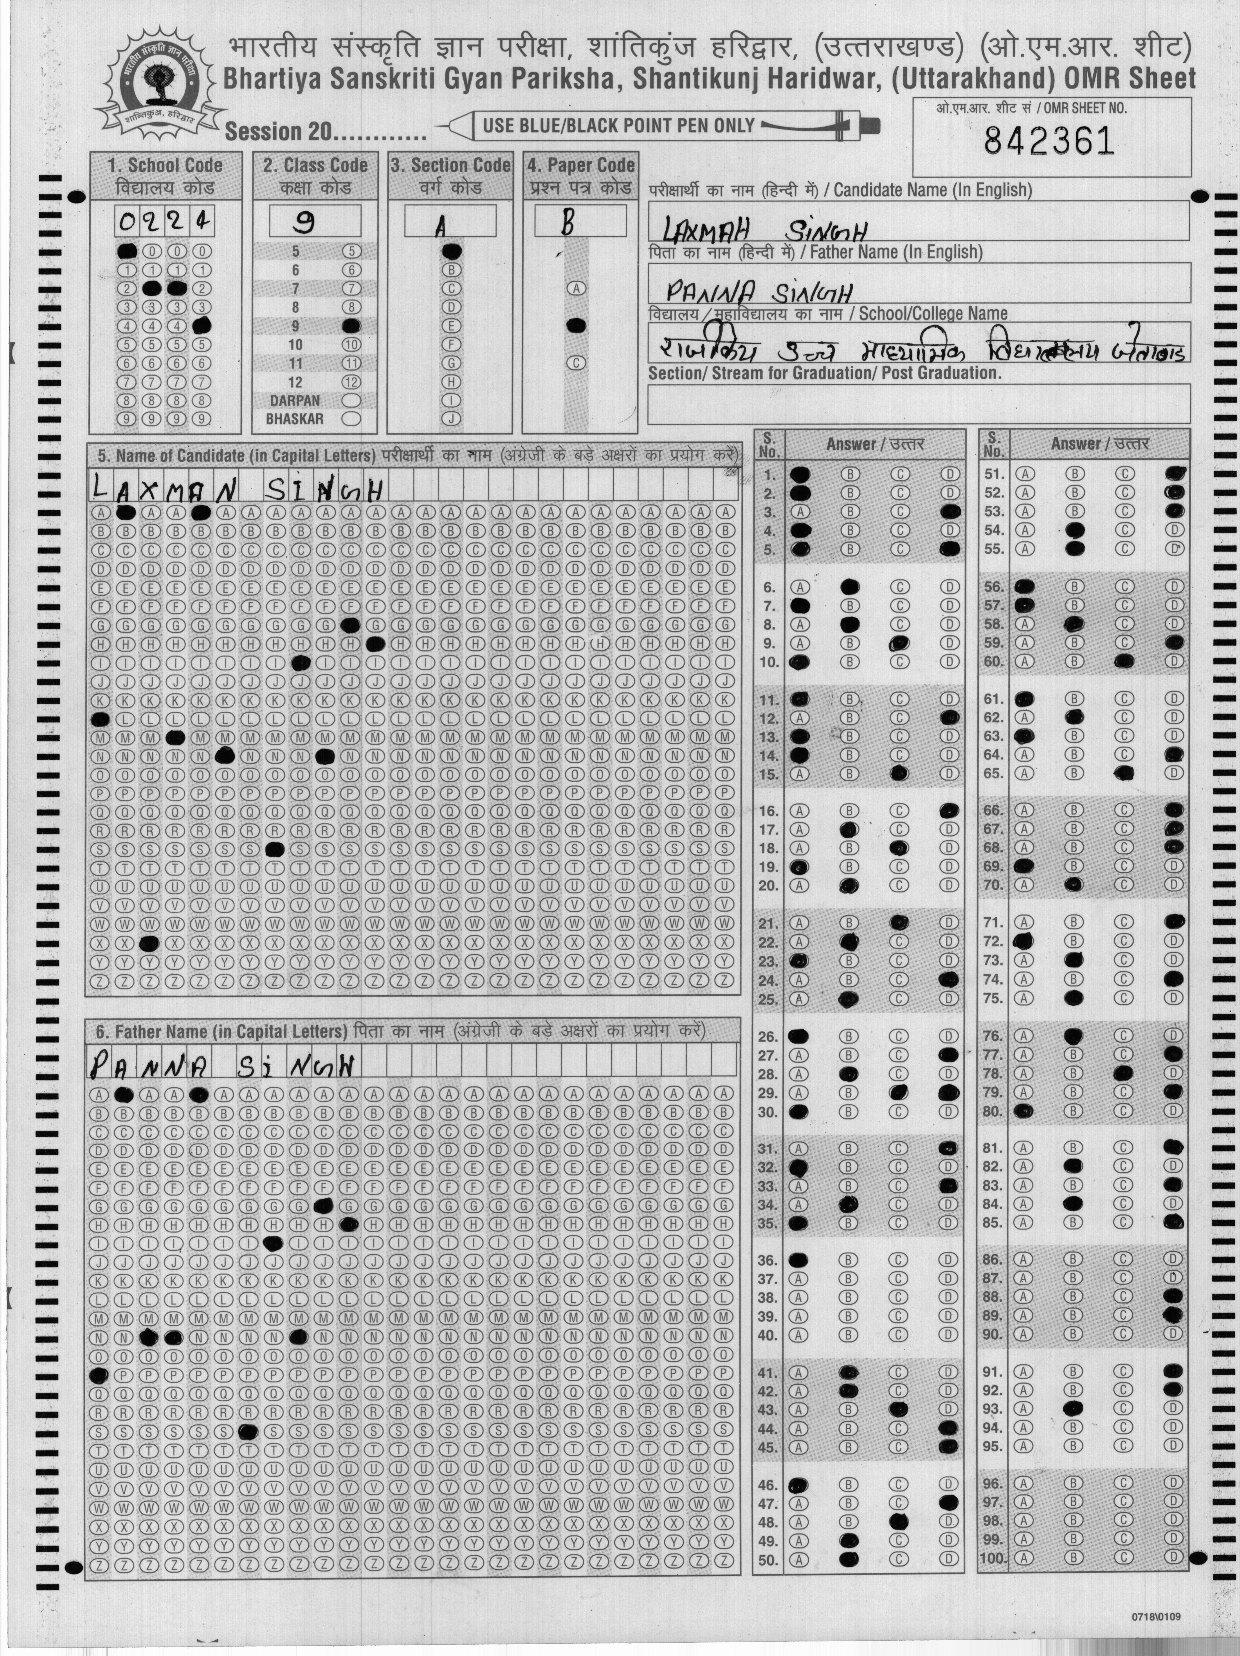 भारतीय संस्कृति ज्ञान परीक्षा, शांतिकुंज हरिद्वार, (उत्तराखण्ड) (ओ.एम.आर. शीट)
Bhartiya Sanskriti Gyan Pariksha, Shantikunj Haridwar, (Uttarakhand) OMR Sheet
Session 20............
USE BLUE/BLACK POINT PEN ONLY
ओ.एम.आर. शीट सं / OMR SHEET NO.
842361
1. School Code
विद्यालय कोड
0224
2. Class Code
कक्षा कोड
9
5
6
7
8
9
10
11
12
DARPAN
BHASKAR
3. Section Code
वर्ग कोड
A
4. Paper Code
प्रश्न पत्र कोड
B
परीक्षार्थी का नाम (हिन्दी में) / Candidate Name (In English)
LAXMAH SINGH
पिता का नाम (हिन्दी में) / Father Name (In English)
PANNA SINGH
विद्यालय / महाविद्यालय का नाम / School/College Name
उच्च माध्यामिक
Section/ Stream for Graduation/ Post Graduation.
5. Name of Candidate (in Capital Letters) परीक्षार्थी का नाम (अंग्रेजी के बड़े अक्षरों का प्रयोग करें)
LAXMAN SINGH
6. Father Name (in Capital Letters) पिता का नाम (अंग्रेजी के बड़े अक्षरों का प्रयोग करें)
PANNA SINGH
S. No. Answer / उत्तर
S. No. Answer / उत्तर
0718\0109